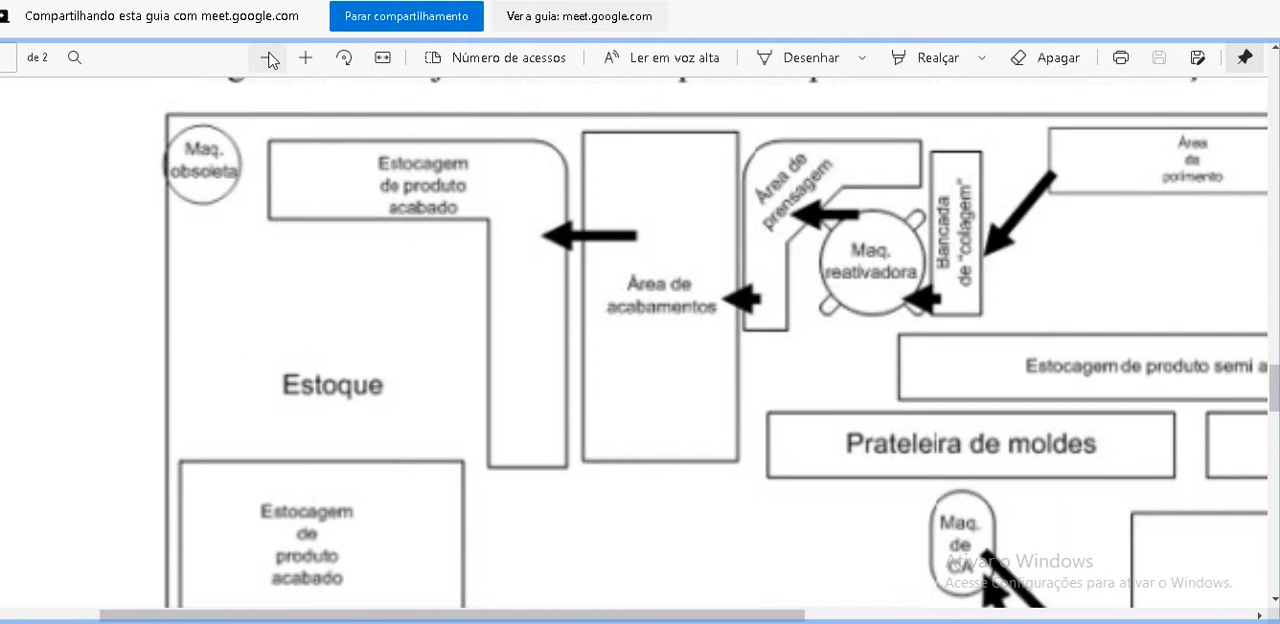 Compartilhando esta guia com meet.google.com
Parar compartilhamento
Ver a guia: meet.google.com
de 2
Número de acessos
Ler em voz alta
Desenhar
Realçar
Apagar
Maq.
obsoleta
Estocagem
de produto
acabado
Área de
acabamentos
Área de
prensagem
Maq.
reativadora
Bancada
de "colagem"
Área
de
polimento
Estocagem de produto semi a
Estoque
Prateleira de moldes
Estocagem
de
produto
acabado
Maq.
de
CA
Ativar o Windows
Acesse Configurações para ativar o Windows.